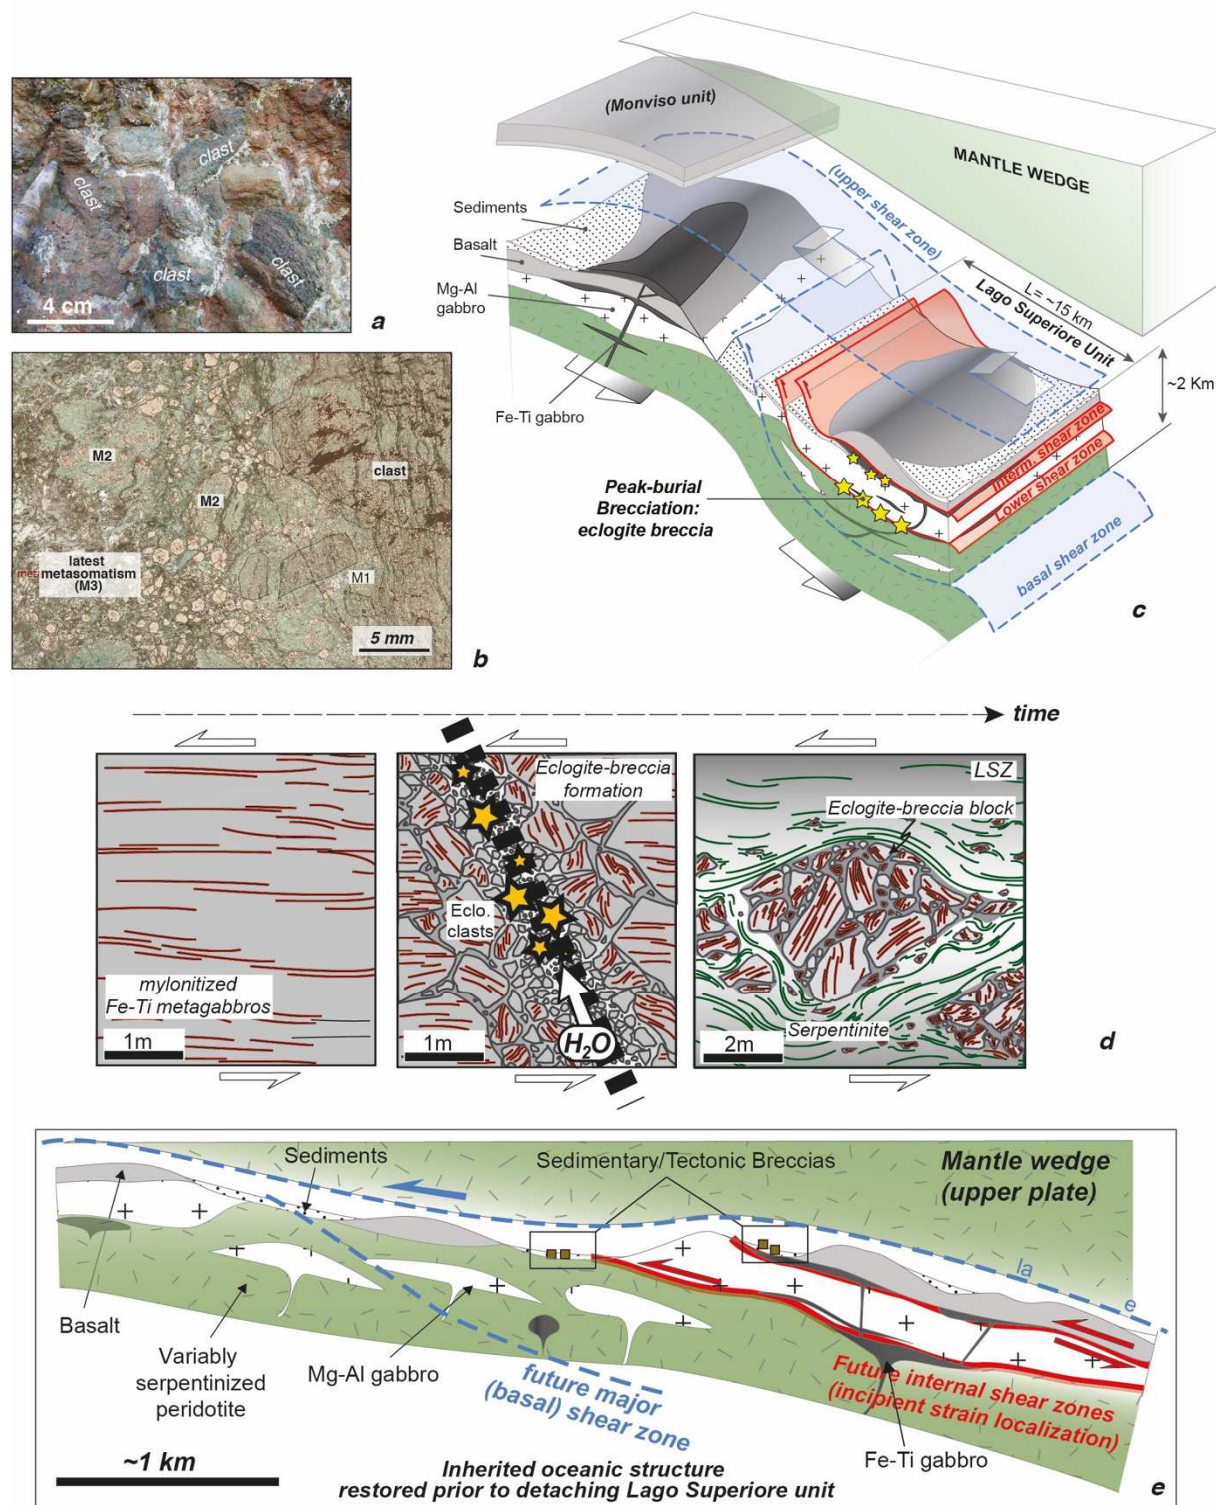 clast
clast
clast
clast
4 cm
a
M2
M2
clast
latest
metasomatism
(M3)
M1
5 mm
b
(Monviso unit)
MANTLE WEDGE
(upper shear zone)
Sediments
Basalt
Mg-Al
gabbro
Fe-Ti gabbro
L= ~15 km
Lago Superiore Unit
~2 Km
Interm. shear zone
Lower shear zone
basal shear zone
Peak-burial
Brecciation:
eclogite breccia
c
time
mylonitized
Fe-Ti metagabbros
1m
Eclogite-breccia
formation
Eclo.
clasts
H2O
1m
LSZ
Eclogite-breccia block
Serpentinite
2m
d
Sediments
Sedimentary/Tectonic Breccias
Mantle wedge
(upper plate)
la
e
Basalt
Variably
serpentinized
peridotite
Mg-Al gabbro
future major
(basal) shear zone
Future internal shear zones
(incipient strain localization)
Fe-Ti gabbro
~1 km
Inherited oceanic structure
restored prior to detaching Lago Superiore unit
e